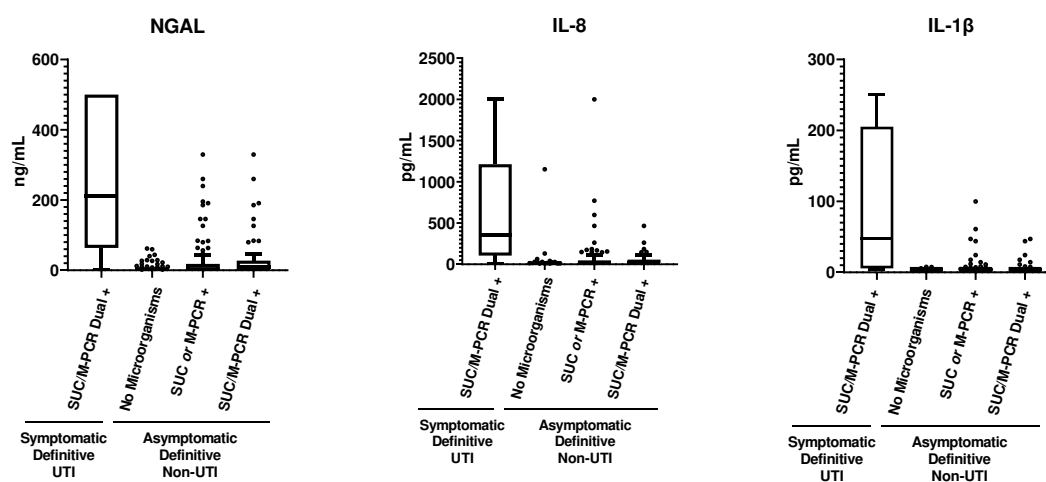 NGAL
600
400
200
0
ng/mL
SUC/M-PCR Dual +
No Microorganisms
SUC or M-PCR +
SUC/M-PCR Dual +
Symptomatic
Definitive
UTI
Asymptomatic
Definitive
Non-UTI
IL-8
2500
2000
1500
1000
500
0
pg/mL
SUC/M-PCR Dual +
No Microorganisms
SUC or M-PCR +
SUC/M-PCR Dual +
Symptomatic
Definitive
UTI
Asymptomatic
Definitive
Non-UTI
IL-1β
300
200
100
0
pg/mL
SUC/M-PCR Dual +
No Microorganisms
SUC or M-PCR +
SUC/M-PCR Dual +
Symptomatic
Definitive
UTI
Asymptomatic
Definitive
Non-UTI